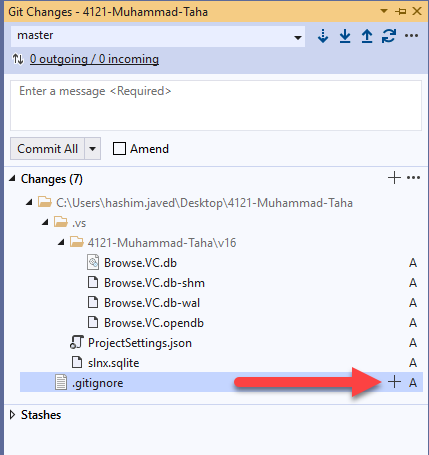 Git Changes - 4121-Muhammad-Taha
master
0 outgoing / 0 incoming
Enter a message <Required>
Commit All Amend
Changes (7)
C:\Users\hashim.javed\Desktop\4121-Muhammad-Taha
.vs
4121-Muhammad-Taha\v16
Browse.VC.db A
Browse.VC.db-shm A
Browse.VC.db-wal A
Browse.VC.opendb A
ProjectSettings.json A
slnx.sqlite A
.gitignore A
Stashes